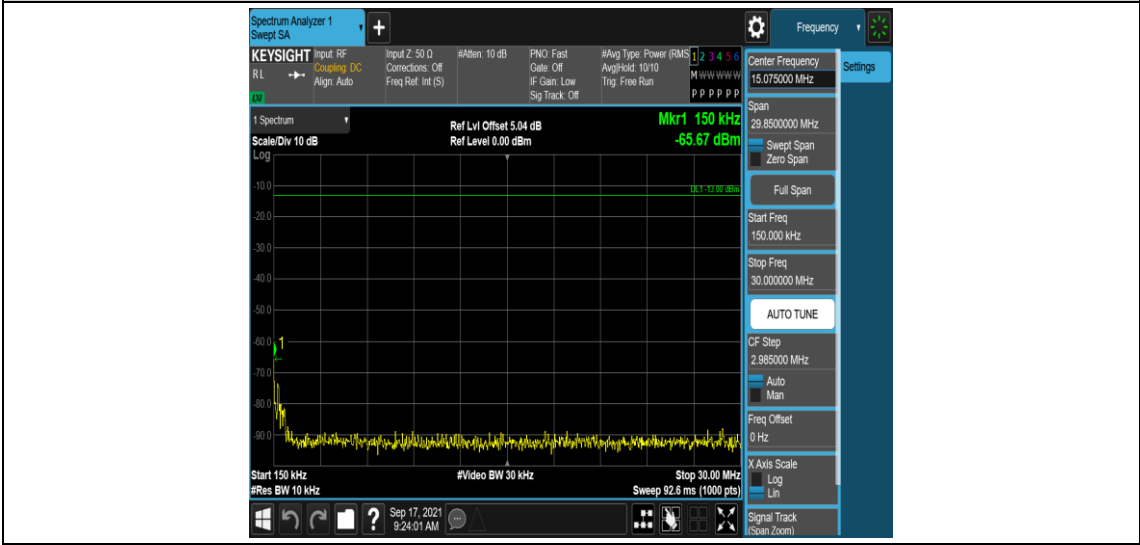 Spectrum Analyzer 1
Swept SA
+
Frequency
KEYSIGHT
R L
LM
Input: RF
Coupling: DC
Align: Auto
Input Z: 50 Ω
Corrections: Off
Freq Ref: Int (S)
#Atten: 10 dB
PNO: Fast
Gate: Off
IF Gain: Low
Sig Track: Off
#Avg Type: Power (RMS
Avg|Hold: 10/10
Trig: Free Run
1 2 3 4 5 6
M W W W W W
P P P P P P
1 Spectrum
Scale/Div 10 dB
Log
Ref Lvl Offset 5.04 dB
Ref Level 0.00 dBm
Mkr1 150 kHz
-65.67 dBm
DL1 -13.00 dBm
-10.0
-20.0
-30.0
-40.0
-50.0
-60.0
1
-70.0
-80.0
-90.0
Start 150 kHz
#Res BW 10 kHz
#Video BW 30 kHz
Stop 30.00 MHz
Sweep 92.6 ms (1000 pts)
Center Frequency
15.075000 MHz
Settings
Span
29.8500000 MHz
Swept Span
Zero Span
Full Span
Start Freq
150.000 kHz
Stop Freq
30.000000 MHz
AUTO TUNE
CF Step
2.985000 MHz
Auto
Man
Freq Offset
0 Hz
X Axis Scale
Log
Lin
Signal Track
(Span Zoom)
?
Sep 17, 2021
9:24:01 AM